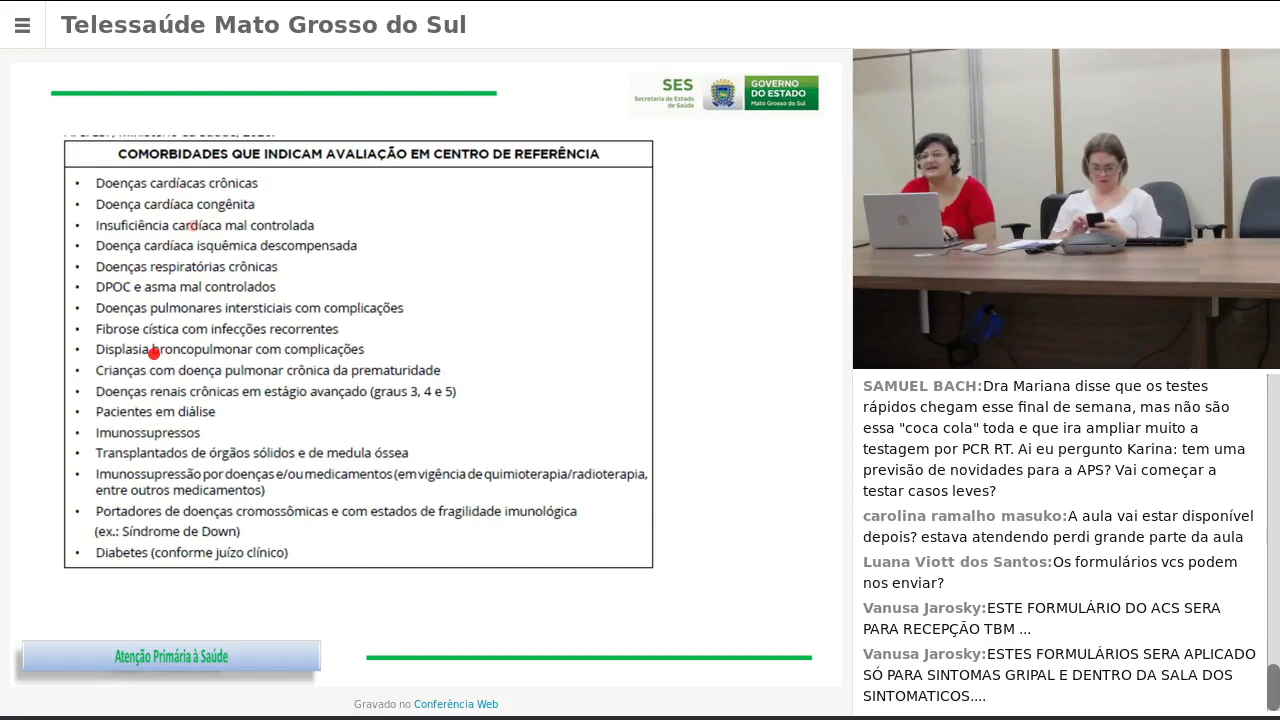 Telessaúde Mato Grosso do Sul
SES
Secretaria de Estado
de Saúde
GOVERNO
DO ESTADO
Mato Grosso do Sul
COMORBIDADES QUE INDICAM AVALIAÇÃO EM CENTRO DE REFERÊNCIA
• Doenças cardíacas crônicas
• Doença cardíaca congênita
• Insuficiência cardíaca mal controlada
• Doença cardíaca isquêmica descompensada
• Doenças respiratórias crônicas
• DPOC e asma mal controlados
• Doenças pulmonares intersticiais com complicações
• Fibrose cística com infecções recorrentes
• Displasia broncopulmonar com complicações
• Crianças com doença pulmonar crônica da prematuridade
• Doenças renais crônicas em estágio avançado (graus 3, 4 e 5)
• Pacientes em diálise
• Imunossupressos
• Transplantados de órgãos sólidos e de medula óssea
• Imunossupressão por doenças e/ou medicamentos (em vigência de quimioterapia/radioterapia,
entre outros medicamentos)
• Portadores de doenças cromossômicas e com estados de fragilidade imunológica
(ex.: Síndrome de Down)
• Diabetes (conforme juízo clínico)
Atenção Primária à Saúde
Gravado no Conferência Web
SAMUEL BACH:Dra Mariana disse que os testes
rápidos chegam esse final de semana, mas não são
essa "coca cola" toda e que ira ampliar muito a
testagem por PCR RT. Ai eu pergunto Karina: tem uma
previsão de novidades para a APS? Vai começar a
testar casos leves?
carolina ramalho masuko:A aula vai estar disponível
depois? estava atendendo perdi grande parte da aula
Luana Viott dos Santos:Os formulários vcs podem
nos enviar?
Vanusa Jarosky:ESTE FORMULÁRIO DO ACS SERA
PARA RECEPÇÃO TBM ...
Vanusa Jarosky:ESTES FORMULÁRIOS SERA APLICADO
SÓ PARA SINTOMAS GRIPAL E DENTRO DA SALA DOS
SINTOMATICOS....